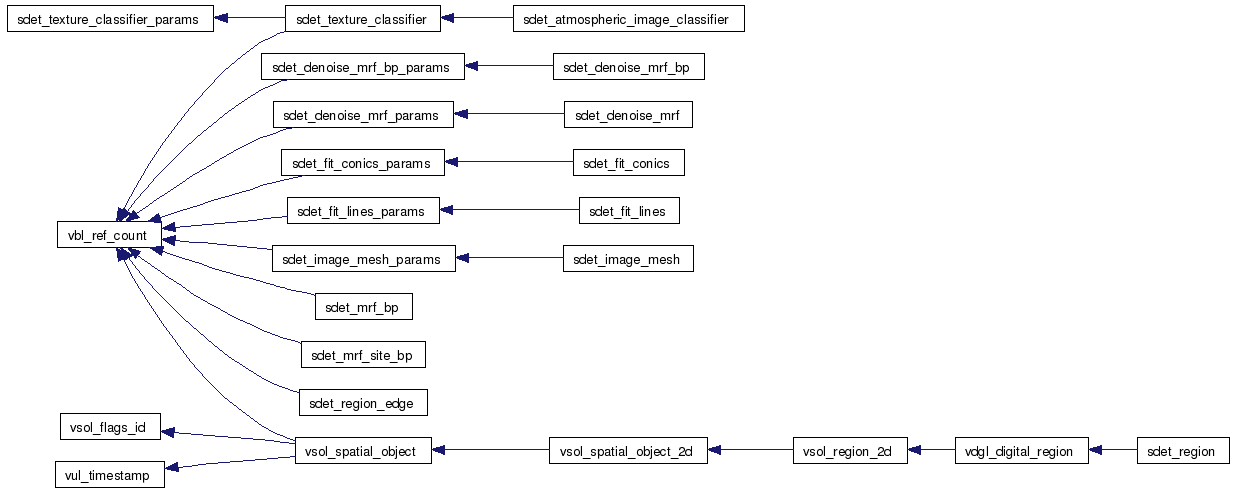 sdet_texture_classifier_params
sdet_texture_classifier
sdet_atmospheric_image_classifier
sdet_denoise_mrf_bp_params
sdet_denoise_mrf_bp
sdet_denoise_mrf_params
sdet_denoise_mrf
sdet_fit_conics_params
sdet_fit_conics
sdet_fit_lines_params
sdet_fit_lines
vbl_ref_count
sdet_image_mesh_params
sdet_image_mesh
sdet_mrf_bp
sdet_mrf_site_bp
sdet_region_edge
vsol_flags_id
vsol_spatial_object
vsol_spatial_object_2d
vsol_region_2d
vdgl_digital_region
sdet_region
vul_timestamp